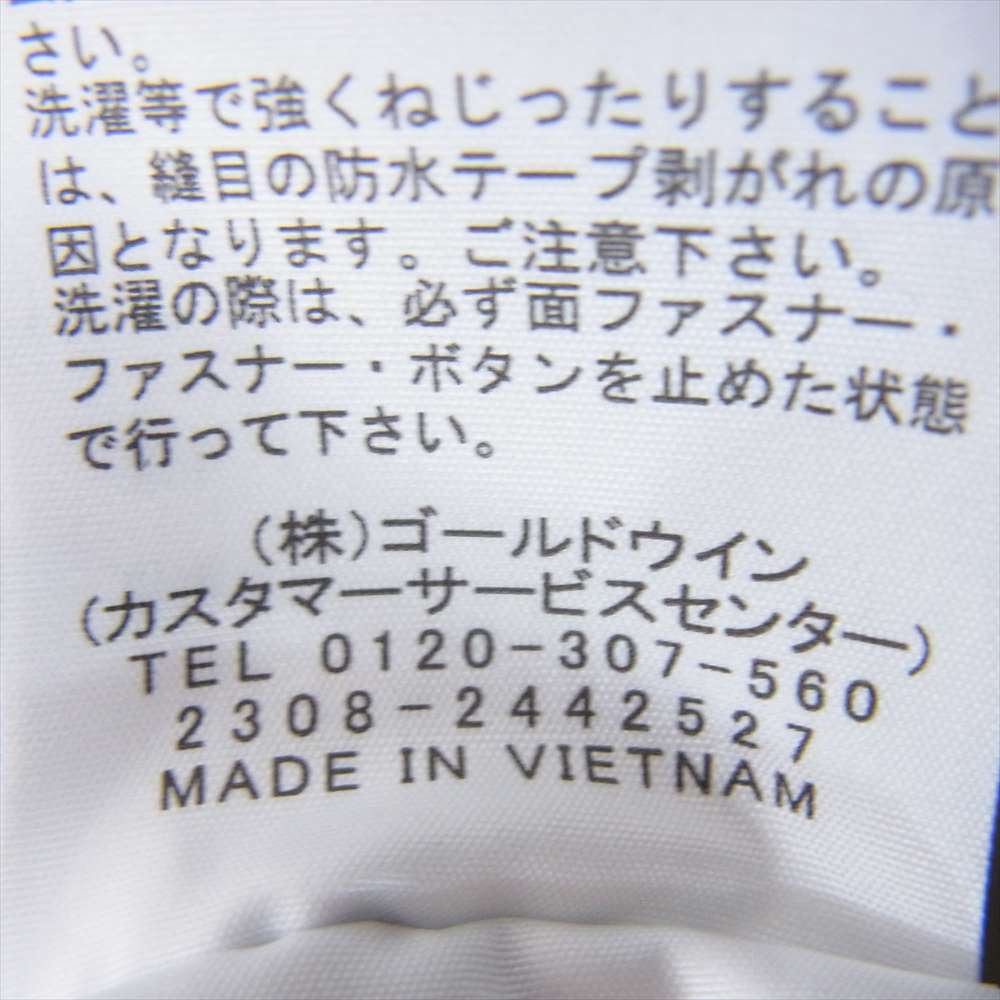 さい。
洗濯等で強くねじったりすること
は、縫目の防水テープ剥がれの原
因となります。ご注意下さい。
洗濯の際は、必ず面ファスナー・
ファスナー・ボタンを止めた状態
で行って下さい。
(株)ゴールドウイン
(カスタマーサービスセンター)
TEL 0120-307-560
2308-2442527
MADE IN VIETNAM